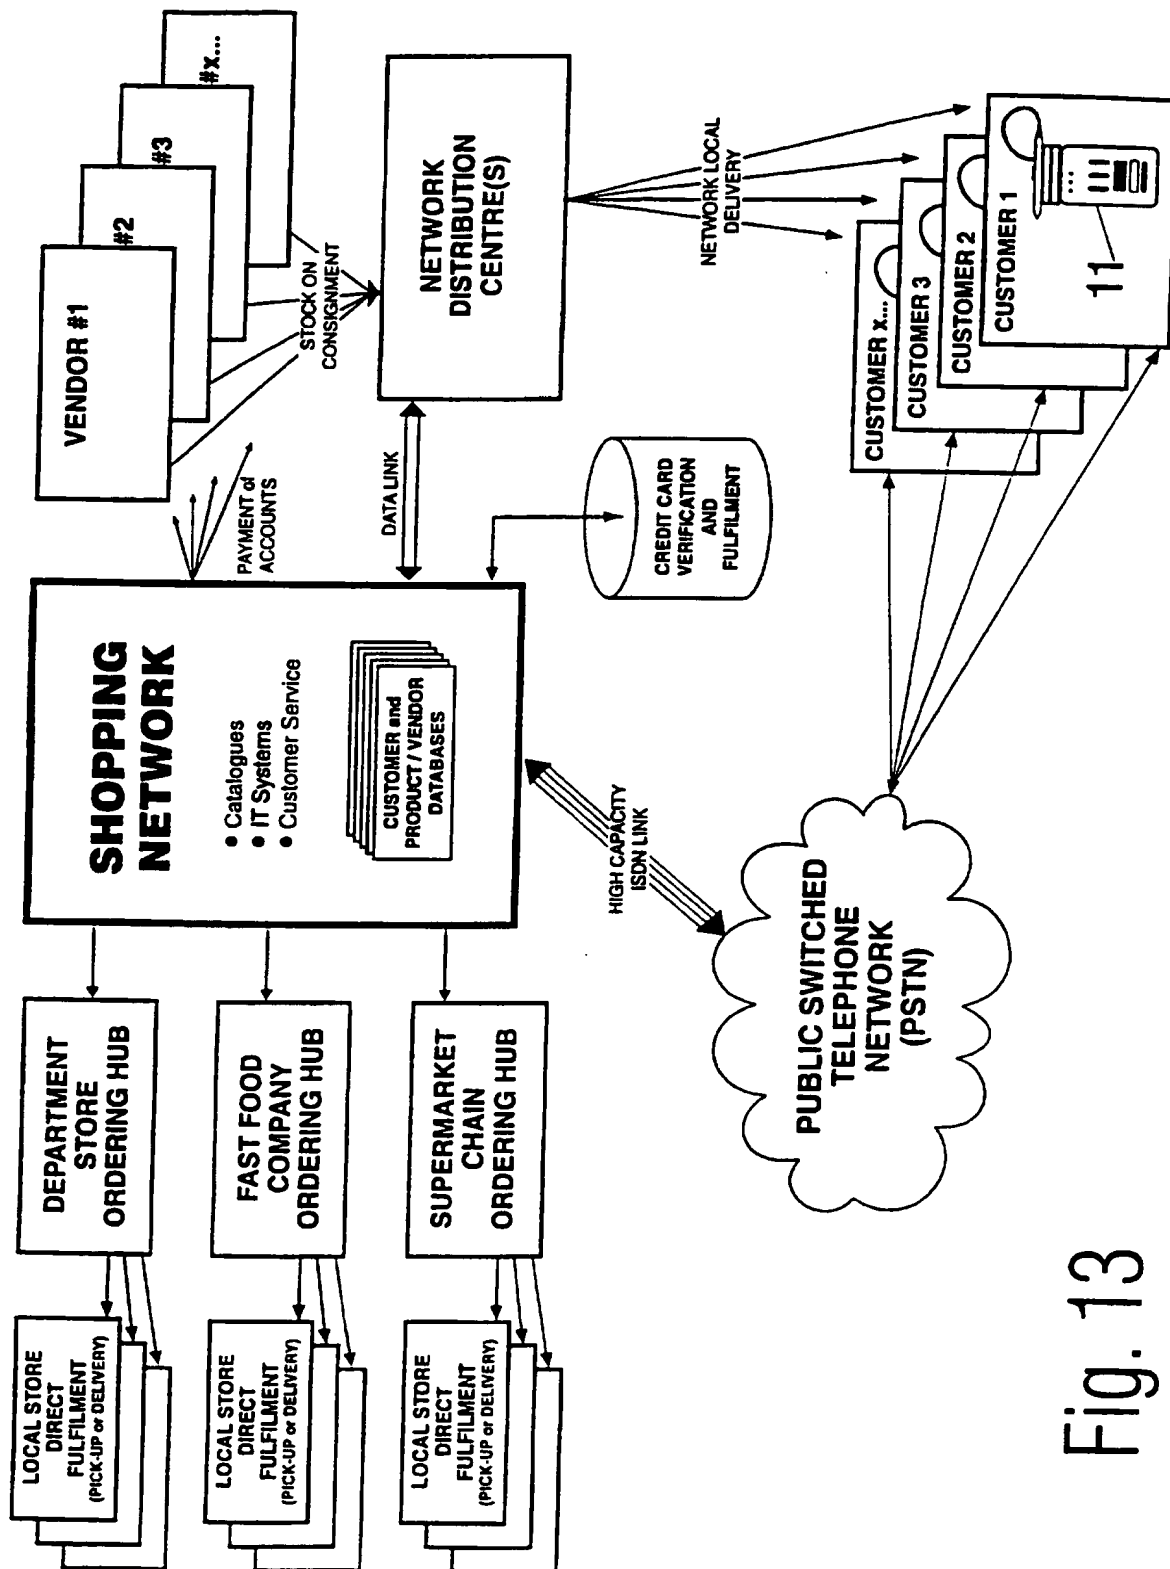 LOCAL STORE
DIRECT
FULFILMENT
(PICK-UP or DELIVERY)
DEPARTMENT
STORE
ORDERING HUB
LOCAL STORE
DIRECT
FULFILMENT
(PICK-UP or DELIVERY)
FAST FOOD
COMPANY
ORDERING HUB
LOCAL STORE
DIRECT
FULFILMENT
(PICK-UP or DELIVERY)
SUPERMARKET
CHAIN
ORDERING HUB
SHOPPING
NETWORK
● Catalogues
● IT Systems
● Customer Service
CUSTOMER and
PRODUCT / VENDOR
DATABASES
PAYMENT of
ACCOUNTS
VENDOR #1
#2
#3
#x...
STOCK ON
CONSIGNMENT
DATA LINK
NETWORK
DISTRIBUTION
CENTRE(S)
CREDIT CARD
VERIFICATION
AND
FULFILMENT
HIGH CAPACITY
ISDN LINK
NETWORK LOCAL
DELIVERY
PUBLIC SWITCHED
TELEPHONE
NETWORK
(PSTN)
CUSTOMER x...
CUSTOMER 3
CUSTOMER 2
CUSTOMER 1
11
Fig. 13